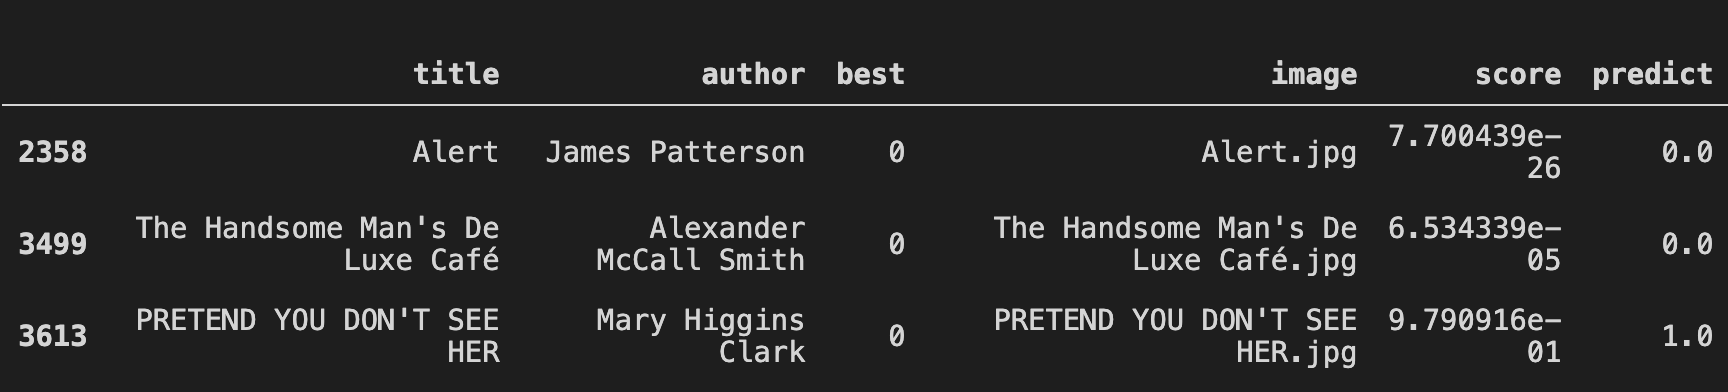 title author best image score predict
2358 Alert James Patterson 0 Alert.jpg 7.700439e-26 0.0
3499 The Handsome Man's De Luxe Café Alexander McCall Smith 0 The Handsome Man's De Luxe Café.jpg 6.534339e-05 0.0
3613 PRETEND YOU DON'T SEE HER Mary Higgins Clark 0 PRETEND YOU DON'T SEE HER.jpg 9.790916e-01 1.0